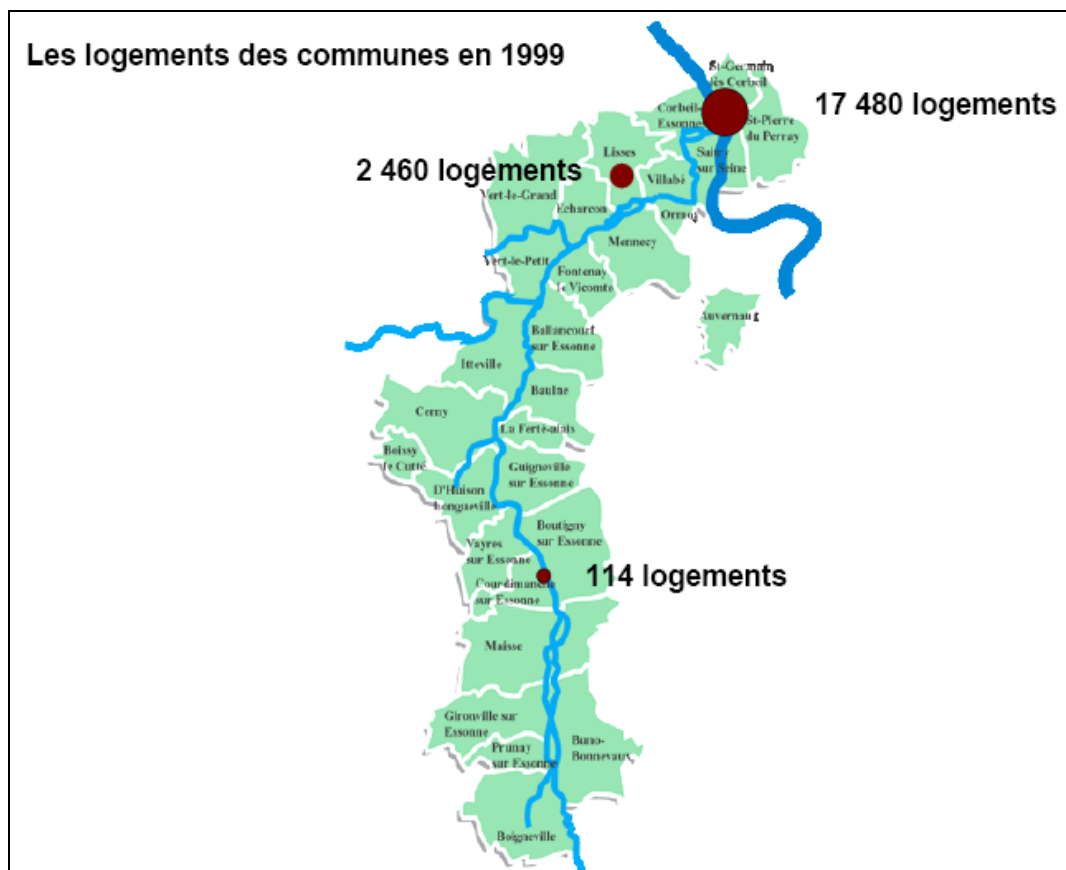 Les logements des communes en 1999
St-Germain
lès Corbeil
17 480 logements
Corbeil-
Essonne
St-Pierre
du Perray
Lisses
Saintry
sur Seine
2 460 logements
Villabé
Vert-le-Grand
Echarcon
Ormoy
Mennecy
Vert-le-Petit
Fontenay
le Vicomte
Auvernaux
Ballancourt
sur Essonne
Itteville
Baulne
Cerny
La Ferte-alais
Boissy
le Cutté
Guigneville
sur Essonne
D'Huison
longueville
Boutigny
sur Essonne
Vayres
sur Essonne
114 logements
Courdimanche
sur Essonne
Maisse
Gironville sur
Essonne
Buno-
Bonnevaux
Prunay
sur Essonne
Boigneville